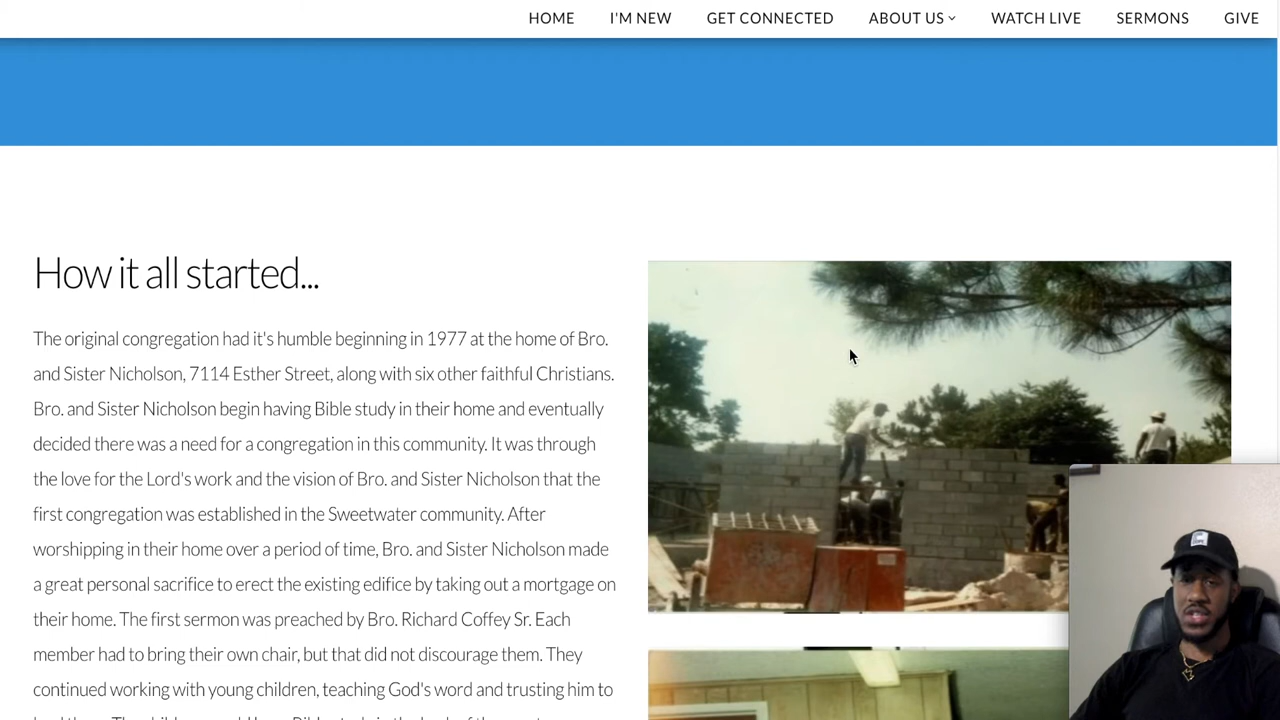 HOME I'M NEW GET CONNECTED ABOUT US WATCH LIVE SERMONS GIVE
How it all started...
The original congregation had it's humble beginning in 1977 at the home of Bro.
and Sister Nicholson, 7114 Esther Street, along with six other faithful Christians.
Bro. and Sister Nicholson begin having Bible study in their home and eventually
decided there was a need for a congregation in this community. It was through
the love for the Lord's work and the vision of Bro. and Sister Nicholson that the
first congregation was established in the Sweetwater community. After
worshipping in their home over a period of time, Bro. and Sister Nicholson made
a great personal sacrifice to erect the existing edifice by taking out a mortgage on
their home. The first sermon was preached by Bro. Richard Coffey Sr. Each
member had to bring their own chair, but that did not discourage them. They
continued working with young children, teaching God's word and trusting him to